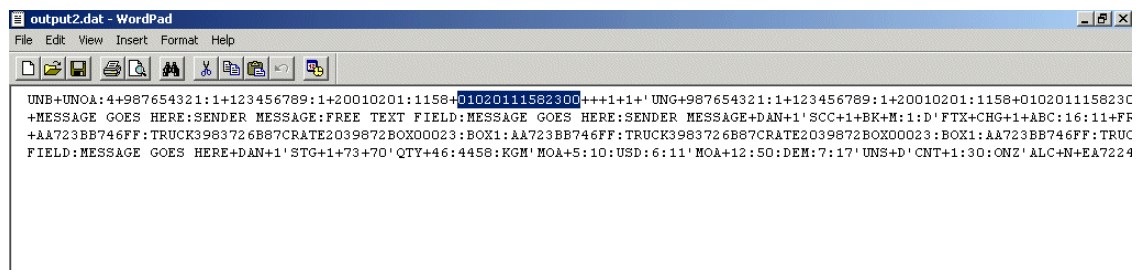 output2.dat - WordPad
File Edit View Insert Format Help
UNB+UNOA:4+987654321:1+123456789:1+20010201:1158+01020111582300+++1+1+'UNG+987654321:1+123456789:1+20010201:1158+010201115823C
+MESSAGE GOES HERE:SENDER MESSAGE:FREE TEXT FIELD:MESSAGE GOES HERE:SENDER MESSAGE+DAN+1'SCC+1+BK+M:1:D'FTX+CHG+1+ABC:16:11+FR
+AA723BB746FF:TRUCK3983726B87CRATE2039872BOX00023:BOX1:AA723BB746FF:TRUCK3983726B87CRATE2039872BOX00023:BOX1:AA723BB746FF:TRUC
FIELD:MESSAGE GOES HERE+DAN+1'STG+1+73+70'QTY+46:4458:KGM'MOA+5:10:USD:6:11'MOA+12:50:DEM:7:17'UNS+D'CNT+1:30:ONZ'ALC+N+EA7224